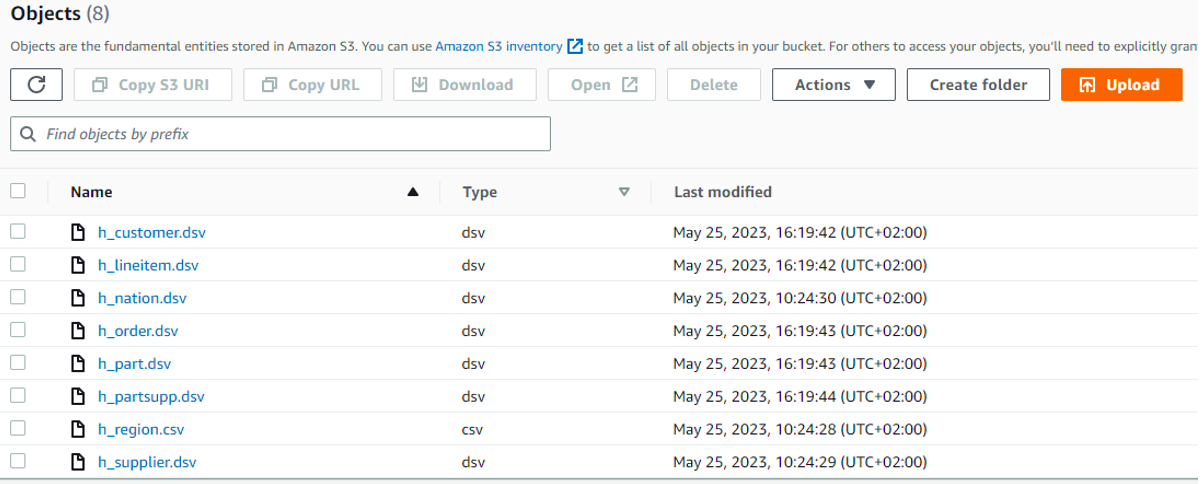 Objects (8)
Objects are the fundamental entities stored in Amazon S3. You can use Amazon S3 inventory to get a list of all objects in your bucket. For others to access your objects, you'll need to explicitly gran
Copy S3 URI Copy URL Download Open Delete Actions Create folder Upload
Find objects by prefix
Name Type Last modified
h_customer.dsv dsv May 25, 2023, 16:19:42 (UTC+02:00)
h_lineitem.dsv dsv May 25, 2023, 16:19:42 (UTC+02:00)
h_nation.dsv dsv May 25, 2023, 10:24:30 (UTC+02:00)
h_order.dsv dsv May 25, 2023, 16:19:43 (UTC+02:00)
h_part.dsv dsv May 25, 2023, 16:19:43 (UTC+02:00)
h_partsupp.dsv dsv May 25, 2023, 16:19:44 (UTC+02:00)
h_region.csv csv May 25, 2023, 10:24:28 (UTC+02:00)
h_supplier.dsv dsv May 25, 2023, 10:24:29 (UTC+02:00)